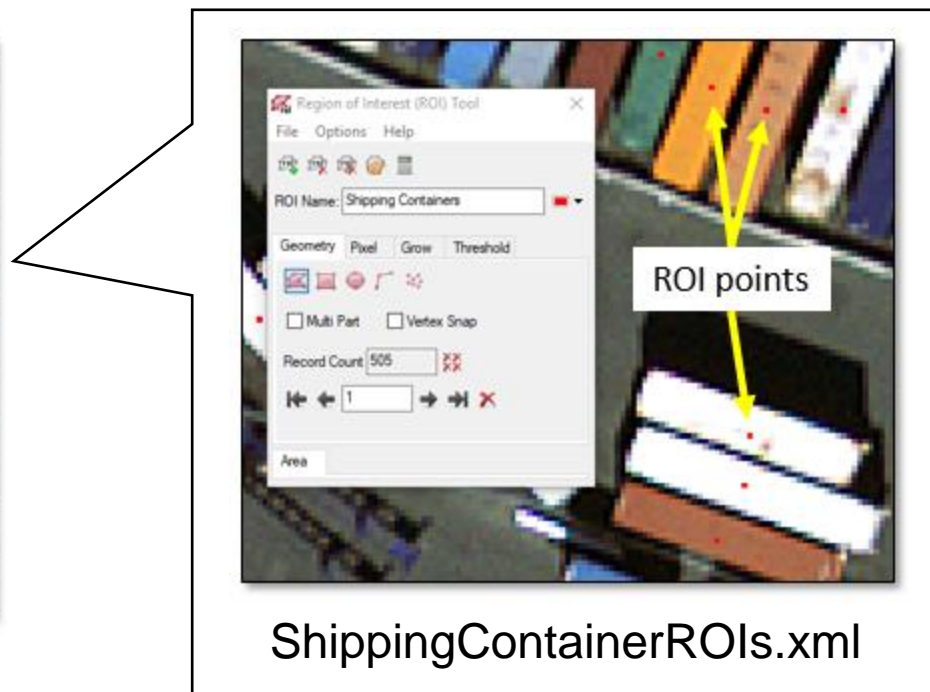 Region of Interest (ROI) Tool
File Options Help
ROI Name: Shipping Containers
Geometry Pixel Grow Threshold
ROI points
Multi Part Vertex Snap
Record Count 505
1
Area
ShippingContainerROIs.xml